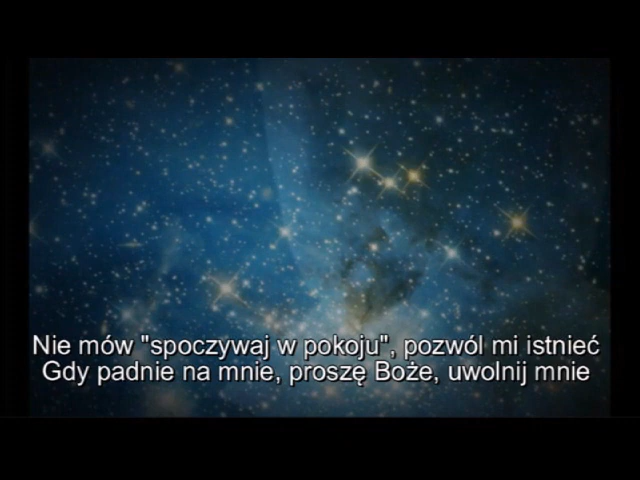 Nie mów "spoczywaj w pokoju", pozwól mi istnieć
Gdy padnie na mnie, proszę Boże, uwolnij mnie